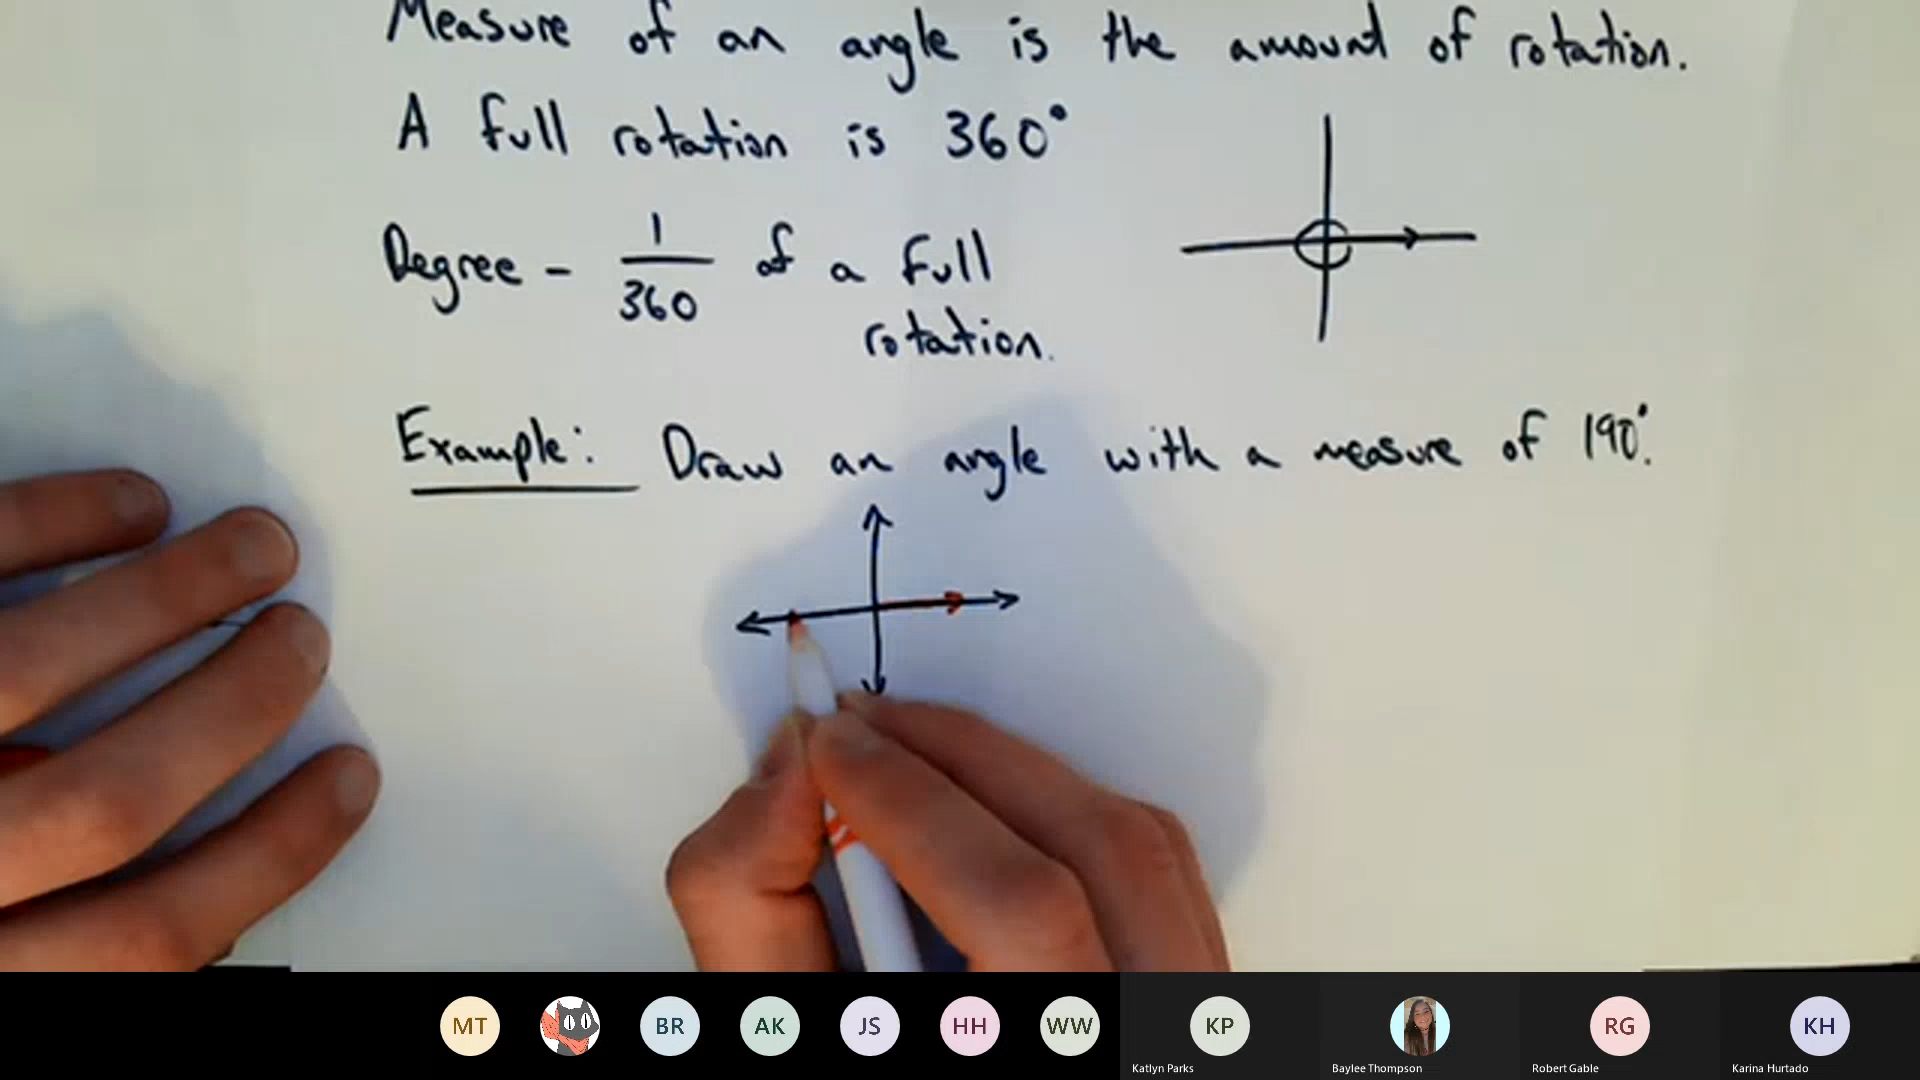 Measure of an angle is the amount of rotation.
A full rotation is 360°
Degree - 1/360 of a full
rotation.
Example: Draw an angle with a measure of 190°.
MT
BR
AK
JS
HH
WW
KP
RG
KH
Katlyn Parks
Baylee Thompson
Robert Gable
Karina Hurtado